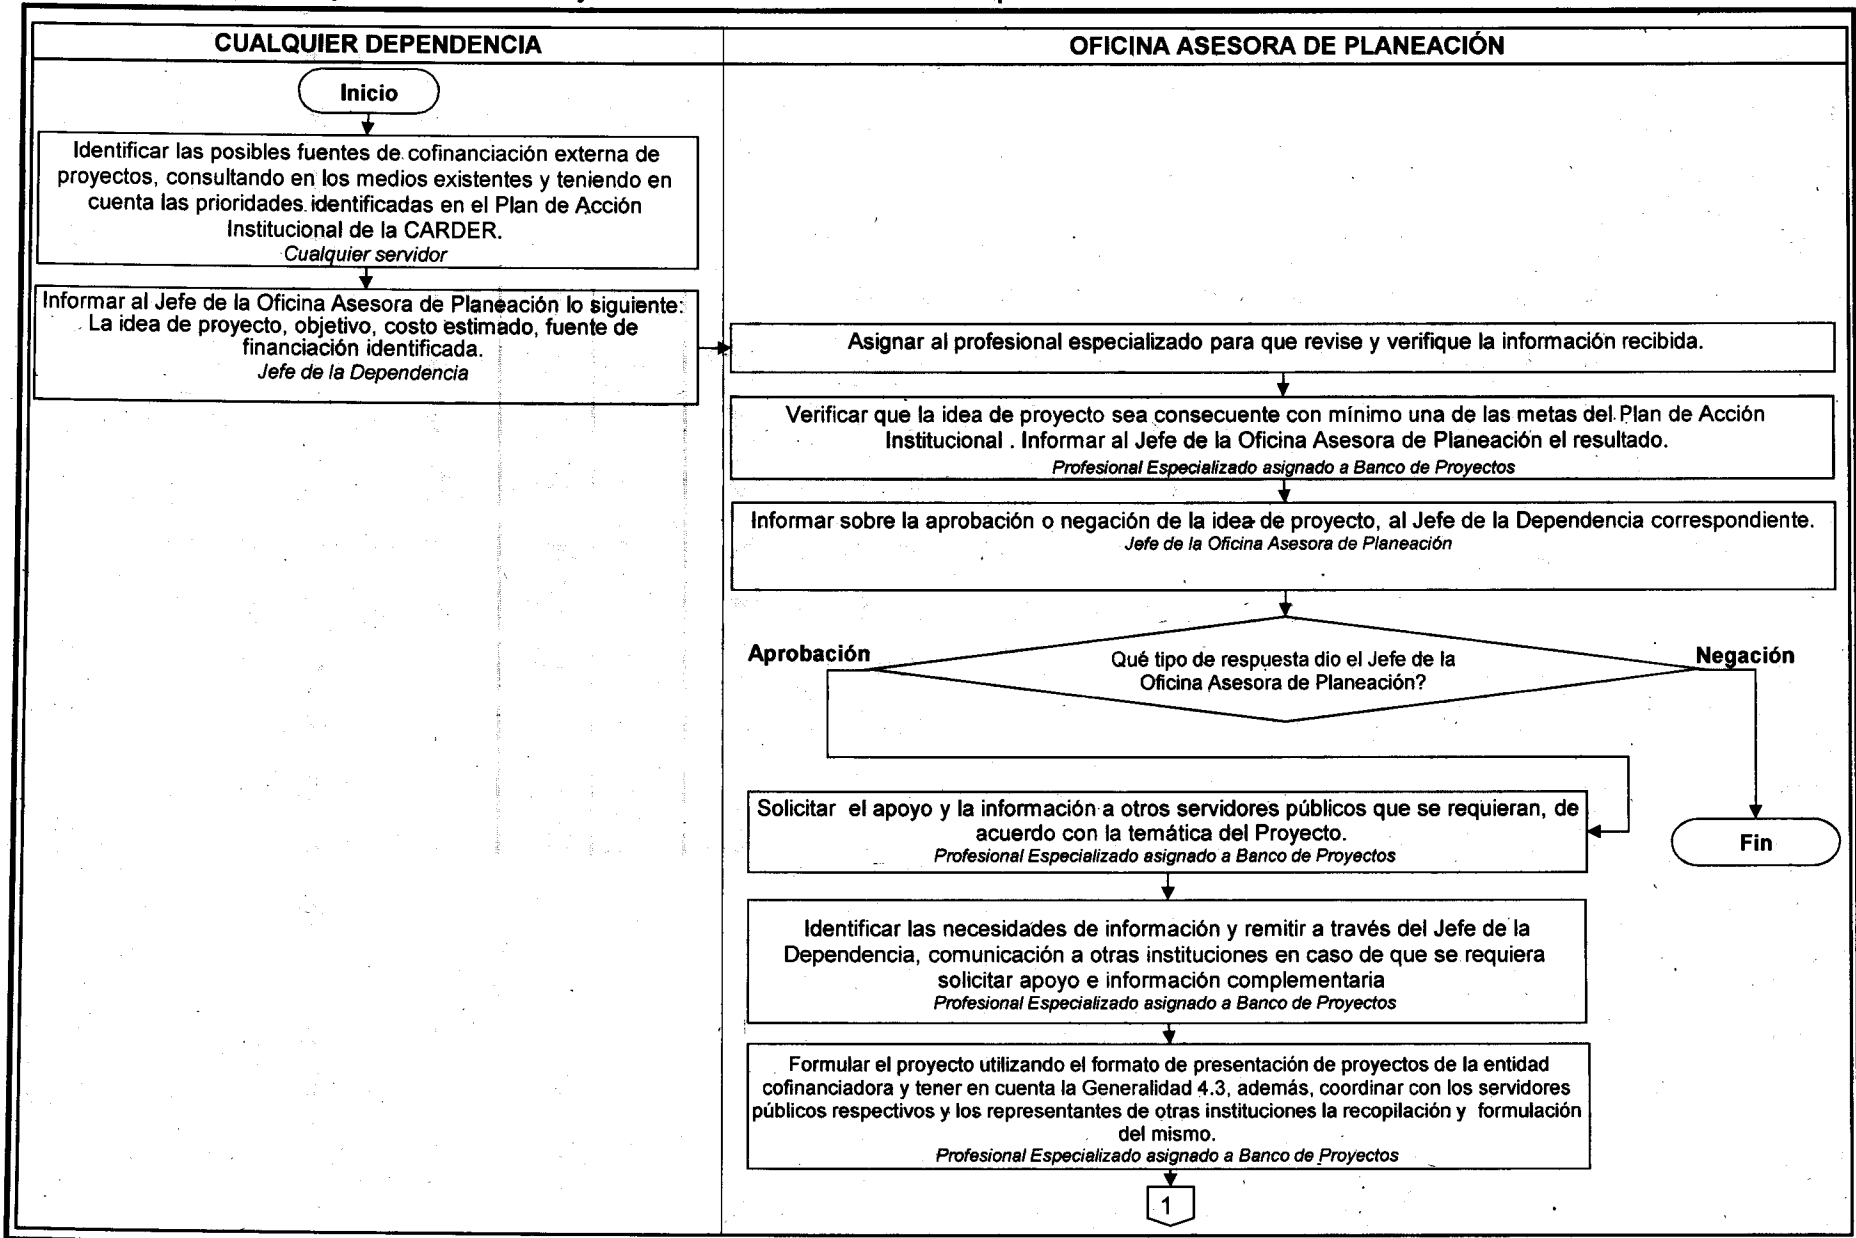 CUALQUIER DEPENDENCIA
OFICINA ASESORA DE PLANEACIÓN
Inicio
Identificar las posibles fuentes de cofinanciación externa de
proyectos, consultando en los medios existentes y teniendo en
cuenta las prioridades identificadas en el Plan de Acción
Institucional de la CARDER.
Cualquier servidor
Informar al Jefe de la Oficina Asesora de Planeación lo siguiente:
La idea de proyecto, objetivo, costo estimado, fuente de
financiación identificada.
Jefe de la Dependencia
Asignar al profesional especializado para que revise y verifique la información recibida.
Verificar que la idea de proyecto sea consecuente con mínimo una de las metas del Plan de Acción
Institucional . Informar al Jefe de la Oficina Asesora de Planeación el resultado.
Profesional Especializado asignado a Banco de Proyectos
Informar sobre la aprobación o negación de la idea de proyecto, al Jefe de la Dependencia correspondiente.
Jefe de la Oficina Asesora de Planeación
Aprobación
Qué tipo de respuesta dio el Jefe de la
Oficina Asesora de Planeación?
Negación
Solicitar el apoyo y la información a otros servidores públicos que se requieran, de
acuerdo con la temática del Proyecto.
Profesional Especializado asignado a Banco de Proyectos
Fin
Identificar las necesidades de información y remitir a través del Jefe de la
Dependencia, comunicación a otras instituciones en caso de que se requiera
solicitar apoyo e información complementaria
Profesional Especializado asignado a Banco de Proyectos
Formular el proyecto utilizando el formato de presentación de proyectos de la entidad
cofinanciadora y tener en cuenta la Generalidad 4.3, además, coordinar con los servidores
públicos respectivos y los representantes de otras instituciones la recopilación y formulación
del mismo.
Profesional Especializado asignado a Banco de Proyectos
1